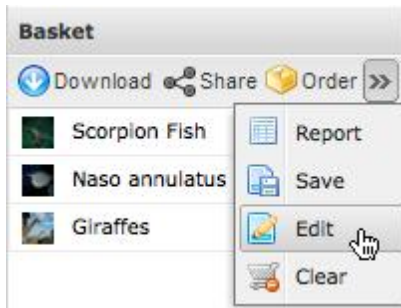 Basket
Download Share Order »
Scorpion Fish
Naso annulatus
Giraffes
Report
Save
Edit
Clear